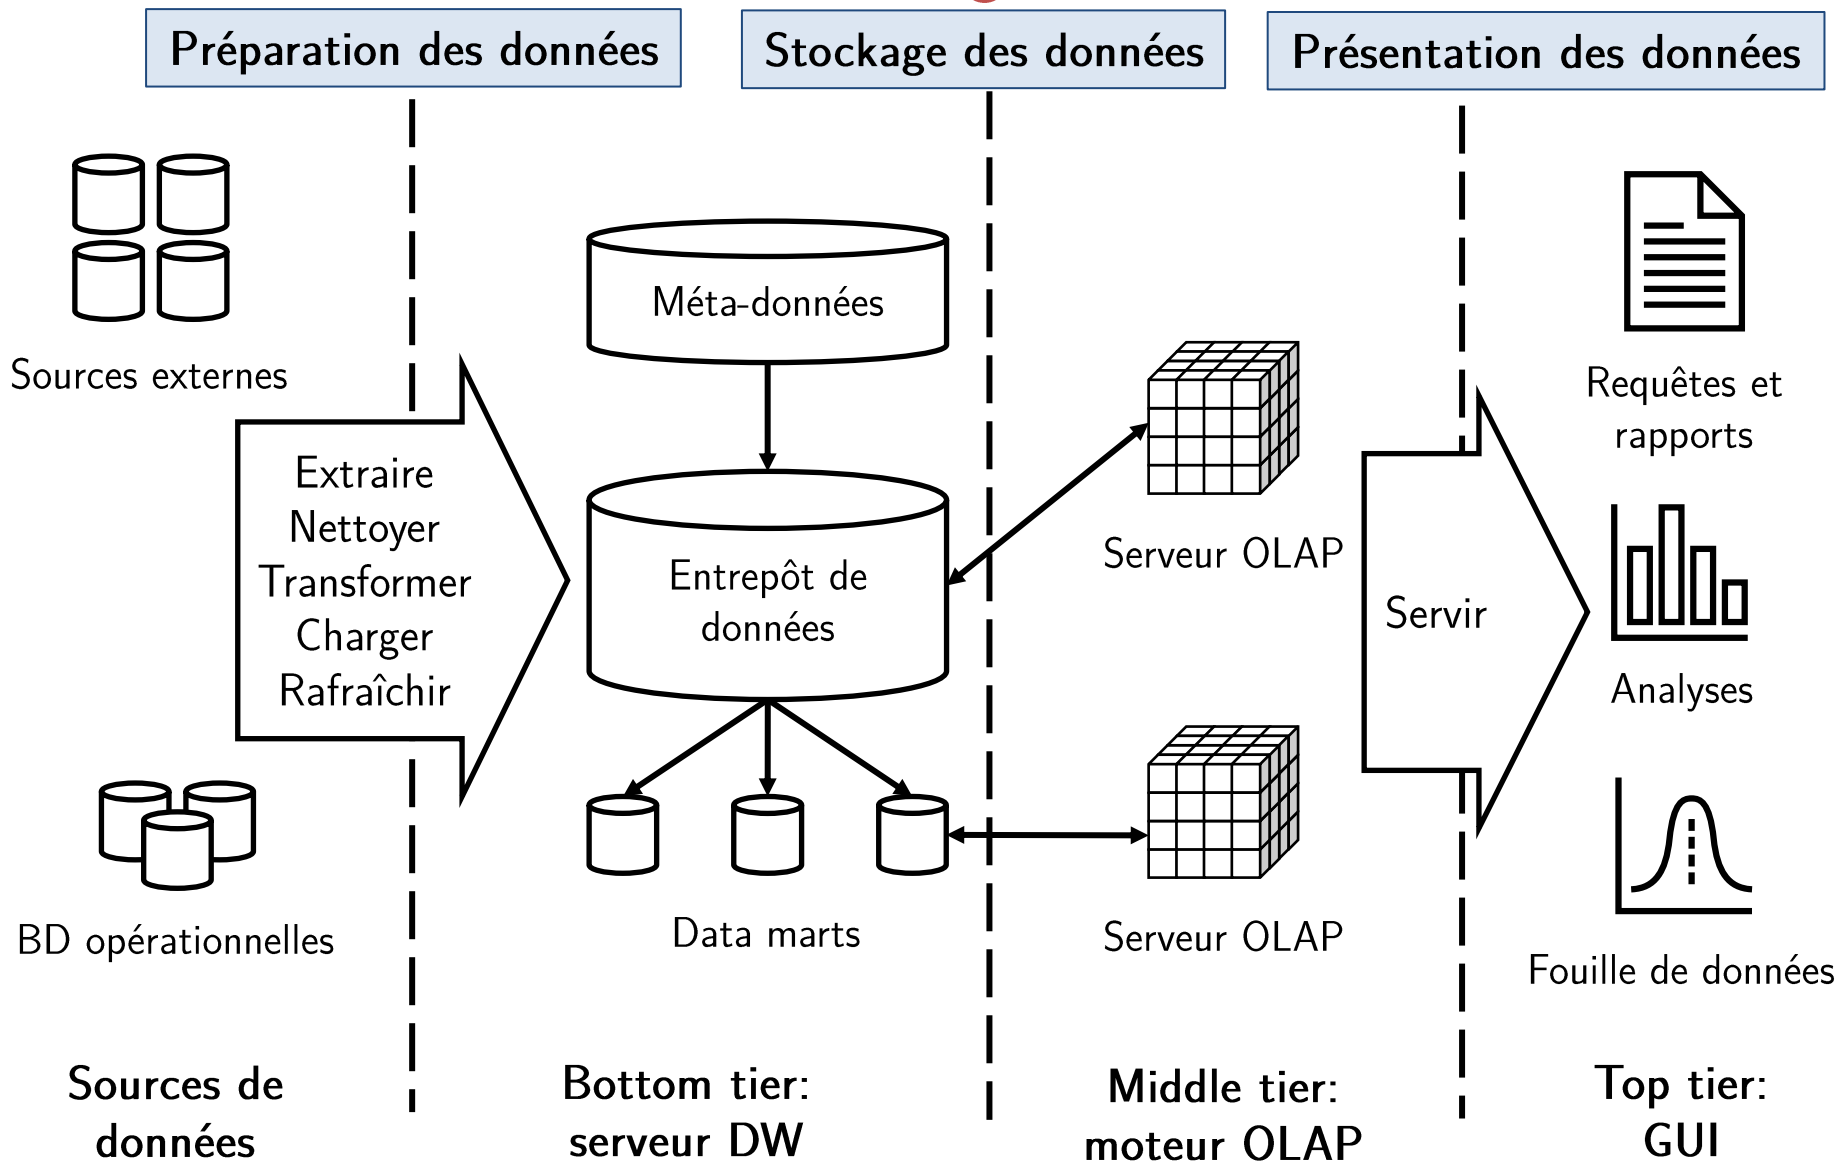 Préparation des données
Stockage des données
Présentation des données
Sources externes
Extraire
Nettoyer
Transformer
Charger
Rafraîchir
BD opérationnelles
Méta-données
Entrepôt de
données
Data marts
Serveur OLAP
Serveur OLAP
Servir
Requêtes et
rapports
Analyses
Fouille de données
Sources de
données
Bottom tier:
serveur DW
Middle tier:
moteur OLAP
Top tier:
GUI